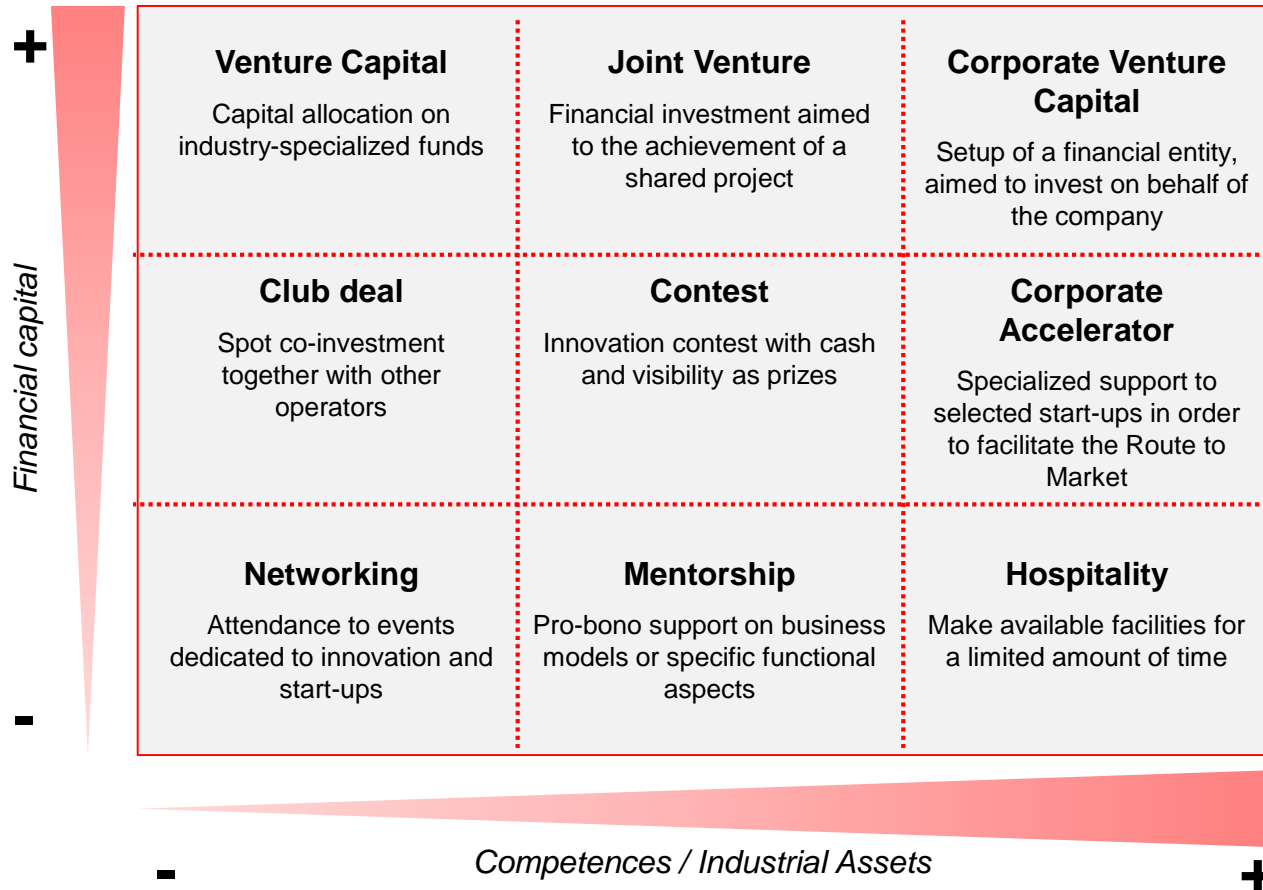 +
Financial capital
-
Venture Capital
Capital allocation on
industry-specialized funds
Joint Venture
Financial investment aimed
to the achievement of a
shared project
Corporate Venture
Capital
Setup of a financial entity,
aimed to invest on behalf of
the company
Club deal
Spot co-investment
together with other
operators
Contest
Innovation contest with cash
and visibility as prizes
Corporate
Accelerator
Specialized support to
selected start-ups in order
to facilitate the Route to
Market
Networking
Attendance to events
dedicated to innovation and
start-ups
Mentorship
Pro-bono support on business
models or specific functional
aspects
Hospitality
Make available facilities for
a limited amount of time
-
Competences / Industrial Assets
+